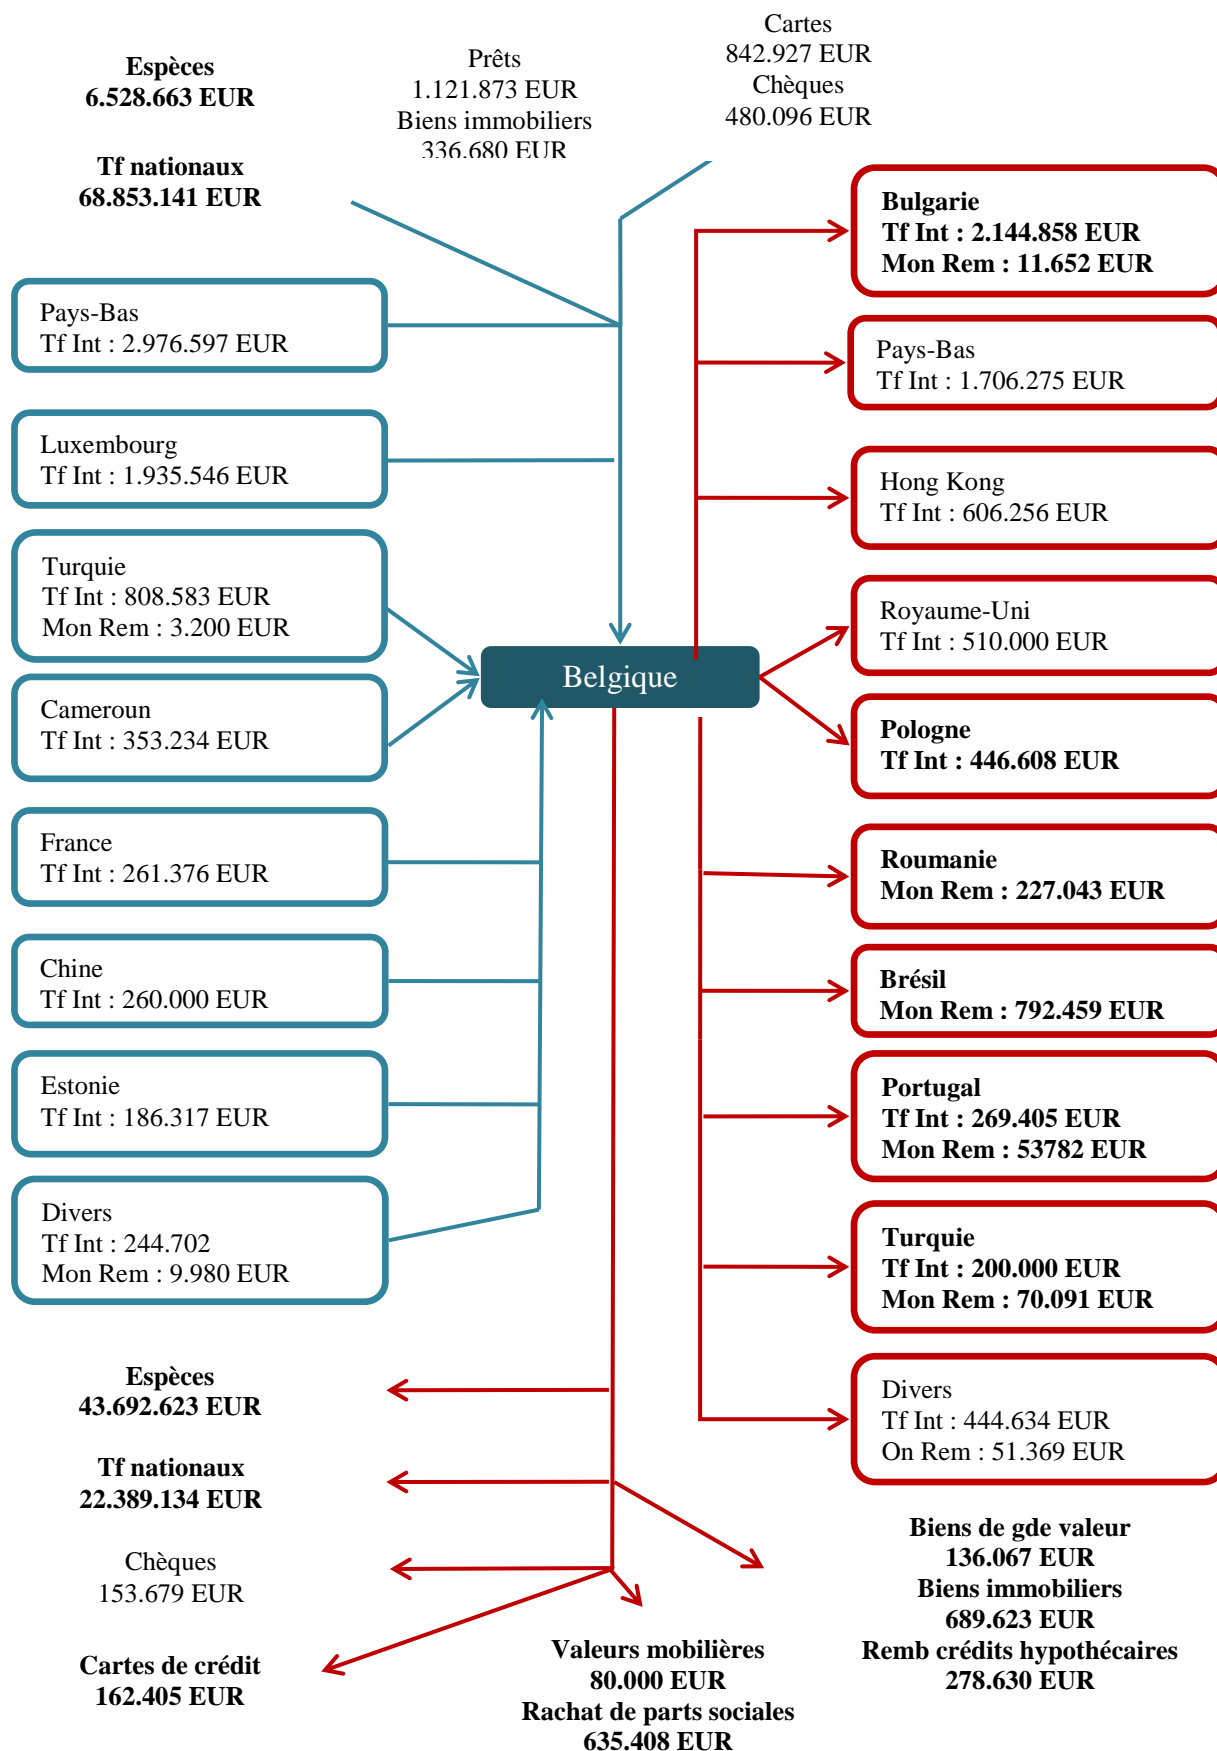 Espèces
6.528.663 EUR
Prêts
1.121.873 EUR
Biens immobiliers
336.680 EUR
Cartes
842.927 EUR
Chèques
480.096 EUR
Tf nationaux
68.853.141 EUR
Pays-Bas
Tf Int : 2.976.597 EUR
Luxembourg
Tf Int : 1.935.546 EUR
Turquie
Tf Int : 808.583 EUR
Mon Rem : 3.200 EUR
Cameroun
Tf Int : 353.234 EUR
France
Tf Int : 261.376 EUR
Chine
Tf Int : 260.000 EUR
Estonie
Tf Int : 186.317 EUR
Divers
Tf Int : 244.702
Mon Rem : 9.980 EUR
Belgique
Bulgarie
Tf Int : 2.144.858 EUR
Mon Rem : 11.652 EUR
Pays-Bas
Tf Int : 1.706.275 EUR
Hong Kong
Tf Int : 606.256 EUR
Royaume-Uni
Tf Int : 510.000 EUR
Pologne
Tf Int : 446.608 EUR
Roumanie
Mon Rem : 227.043 EUR
Brésil
Mon Rem : 792.459 EUR
Portugal
Tf Int : 269.405 EUR
Mon Rem : 53782 EUR
Turquie
Tf Int : 200.000 EUR
Mon Rem : 70.091 EUR
Divers
Tf Int : 444.634 EUR
On Rem : 51.369 EUR
Espèces
43.692.623 EUR
Tf nationaux
22.389.134 EUR
Chèques
153.679 EUR
Cartes de crédit
162.405 EUR
Valeurs mobilières
80.000 EUR
Rachat de parts sociales
635.408 EUR
Biens de gde valeur
136.067 EUR
Biens immobiliers
689.623 EUR
Remb crédits hypothécaires
278.630 EUR